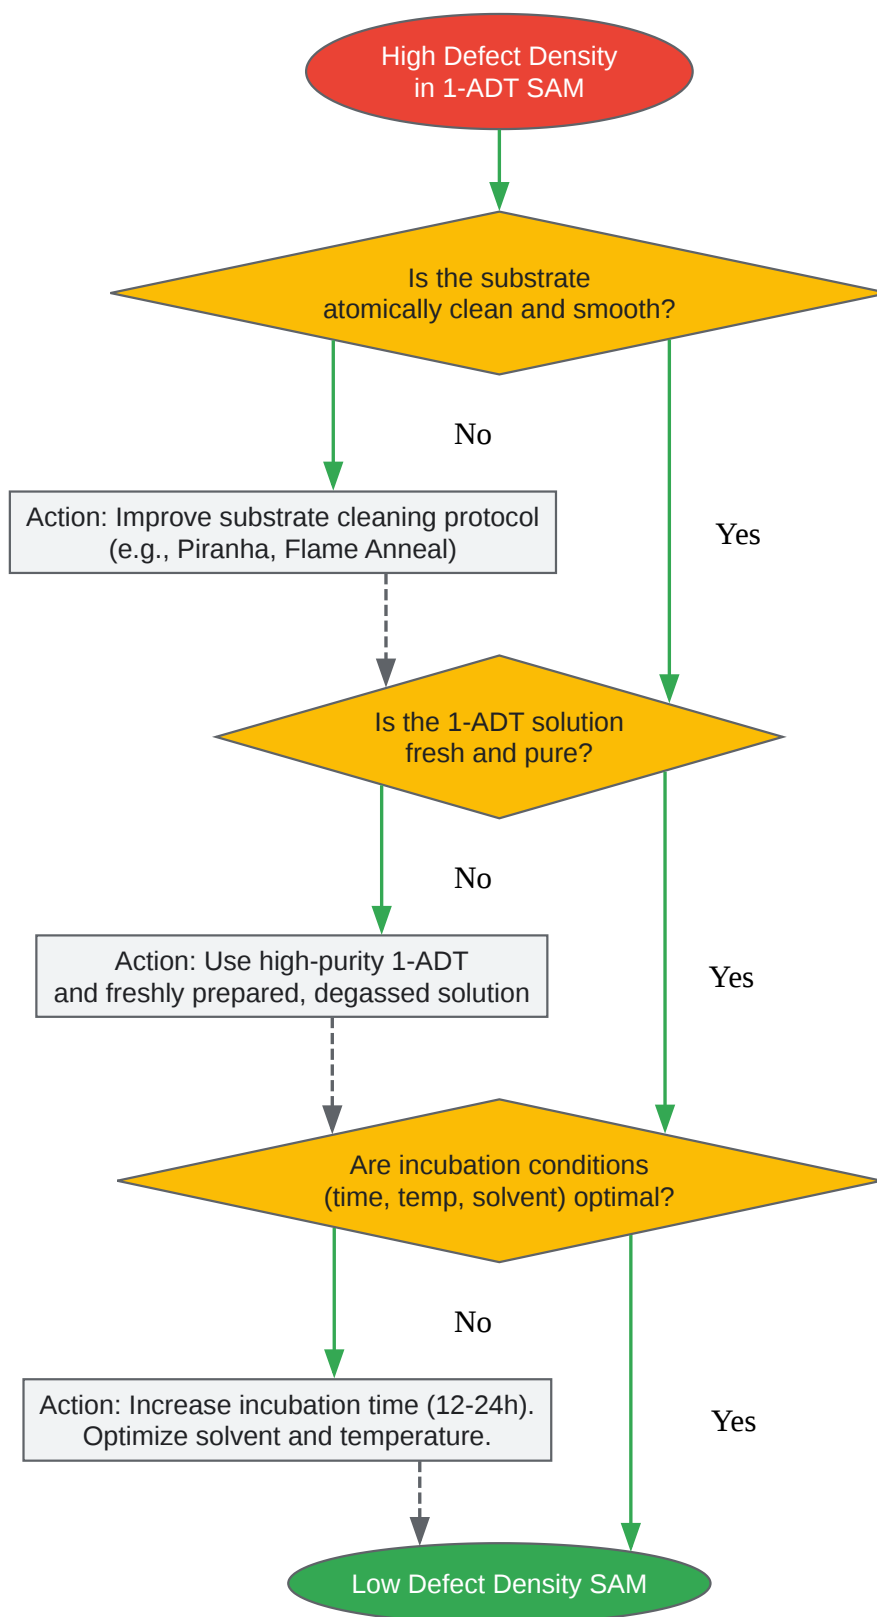 High Defect Density
in 1-ADT SAM
Is the substrate
atomically clean and smooth?
No
Action: Improve substrate cleaning protocol
(e.g., Piranha, Flame Anneal)
Yes
Is the 1-ADT solution
fresh and pure?
No
Action: Use high-purity 1-ADT
and freshly prepared, degassed solution
Yes
Are incubation conditions
(time, temp, solvent) optimal?
No
Action: Increase incubation time (12-24h).
Optimize solvent and temperature.
Yes
Low Defect Density SAM